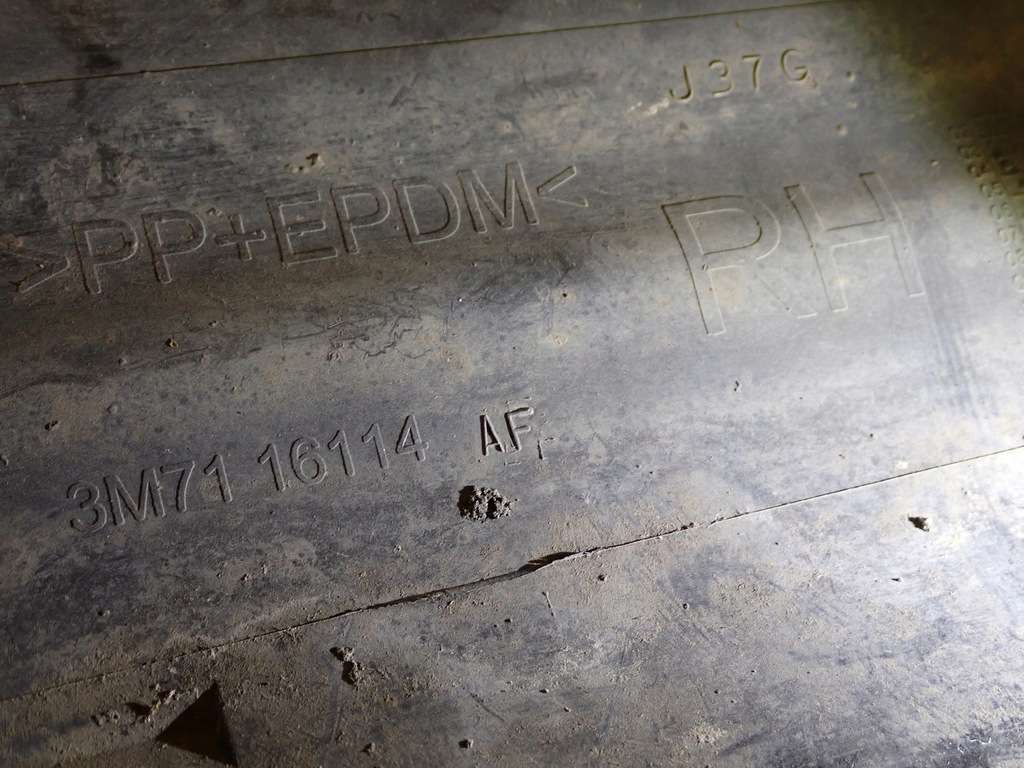 J37G
>PP+EPDM<
RH
3M71 16114 AF